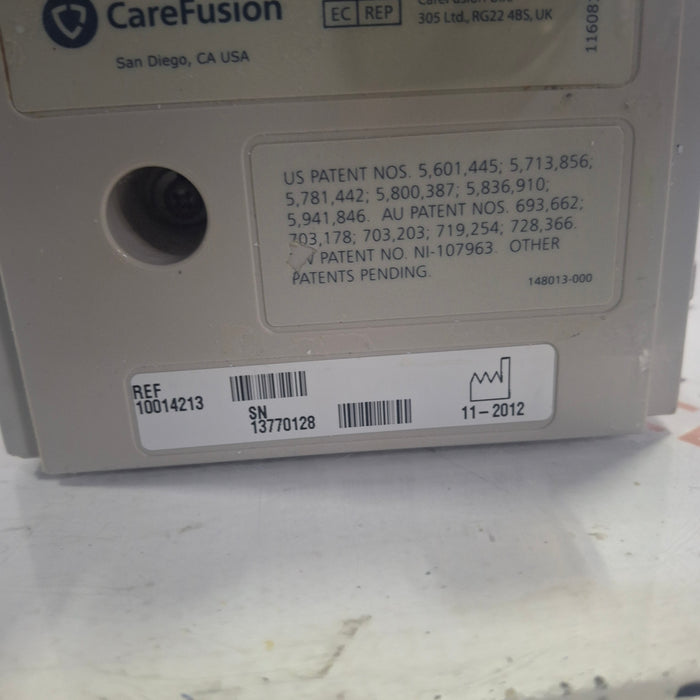 CareFusion
San Diego, CA USA
EC REP
305 Ltd., RG22 4BS, UK
US PATENT NOS. 5,601,445; 5,713,856;
5,781,442; 5,800,387; 5,836,910;
5,941,846. AU PATENT NOS. 693,662;
703,178; 703,203; 719,254; 728,366.
PATENT NO. NI-107963. OTHER
PATENTS PENDING.
148013-000
REF
10014213
SN
13770128
11-2012